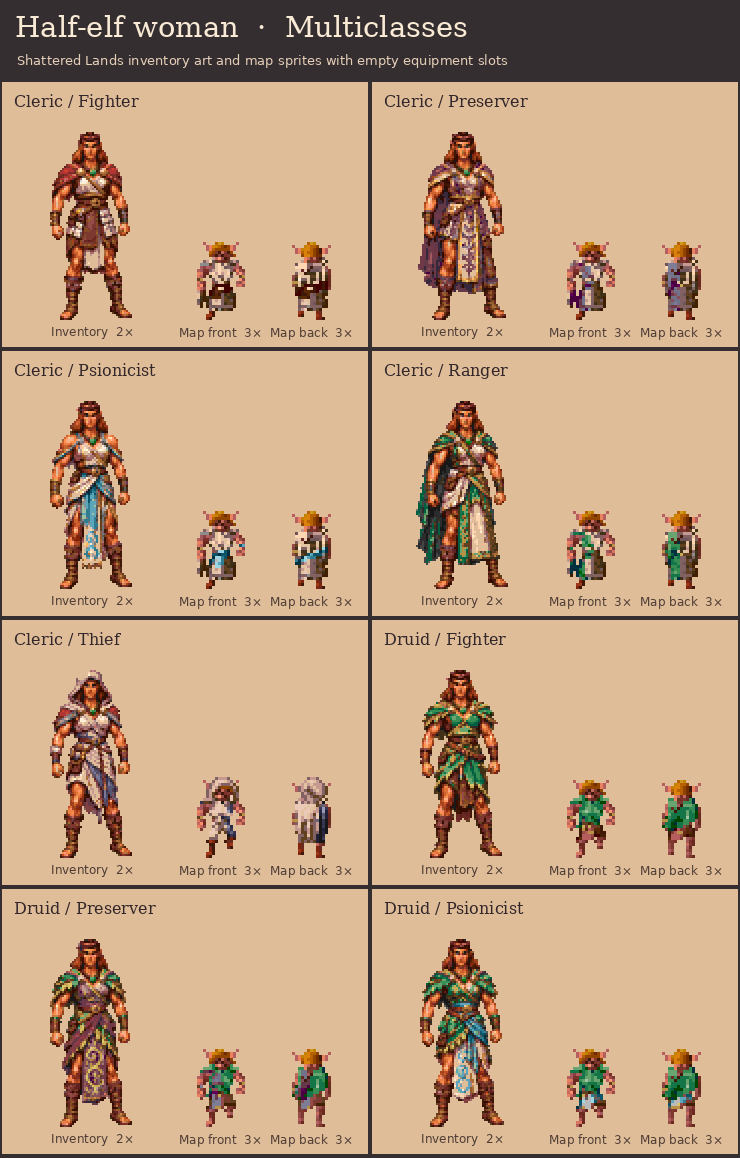 Half-elf woman · Multiclasses
Shattered Lands inventory art and map sprites with empty equipment slots
Cleric / Fighter
Inventory 2×
Map front 3×
Map back 3×
Cleric / Preserver
Inventory 2×
Map front 3×
Map back 3×
Cleric / Psionicist
Inventory 2×
Map front 3×
Map back 3×
Cleric / Ranger
Inventory 2×
Map front 3×
Map back 3×
Cleric / Thief
Inventory 2×
Map front 3×
Map back 3×
Druid / Fighter
Inventory 2×
Map front 3×
Map back 3×
Druid / Preserver
Inventory 2×
Map front 3×
Map back 3×
Druid / Psionicist
Inventory 2×
Map front 3×
Map back 3×